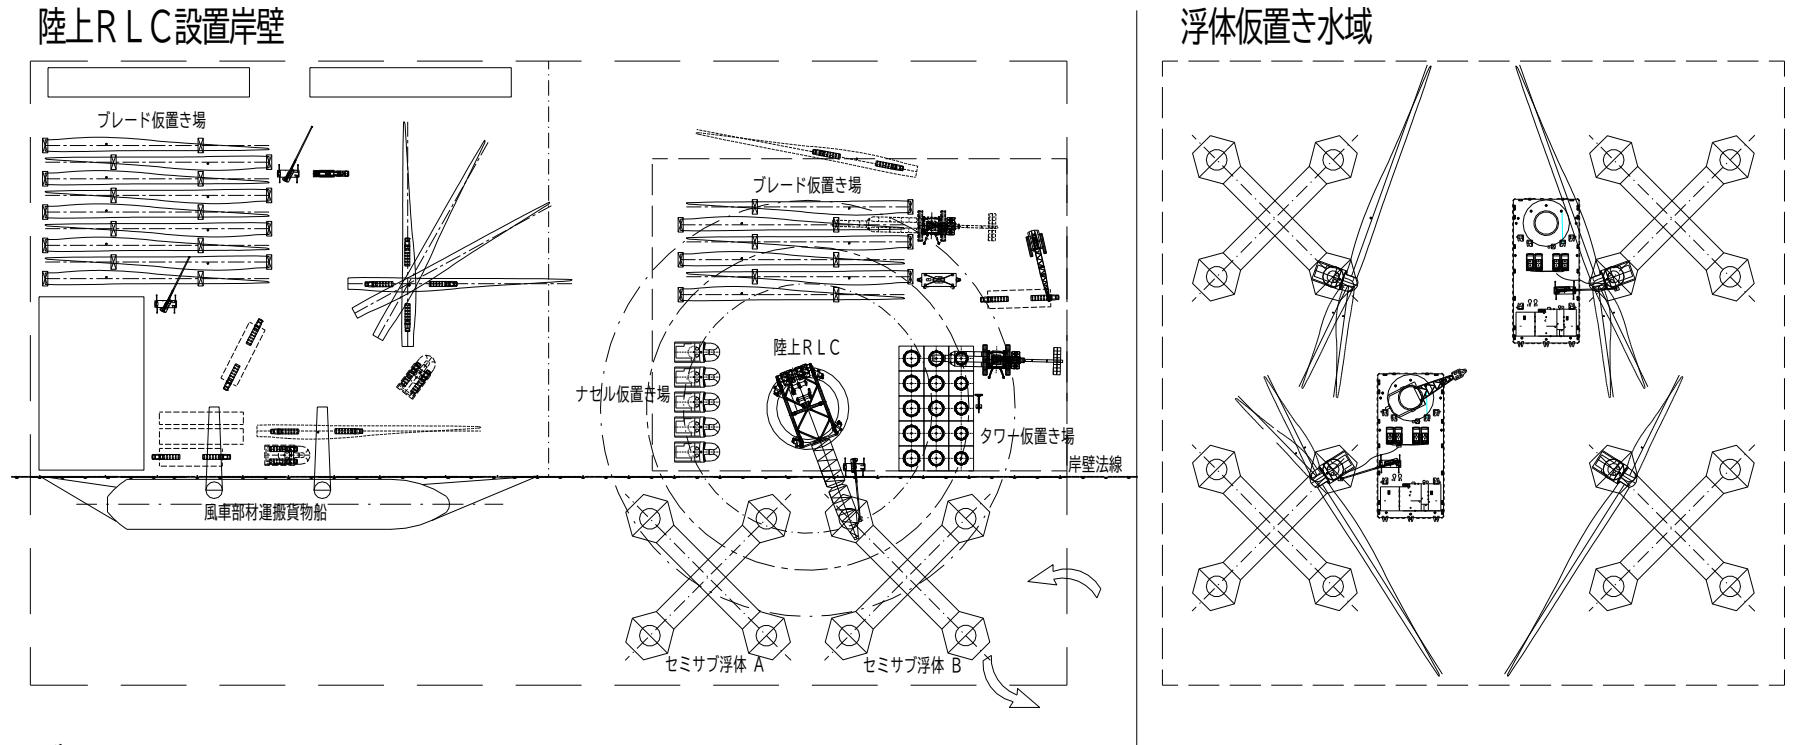 陸上ＲＬＣ設置岸壁
浮体仮置き水域
ブレード仮置き場
ブレード仮置き場
陸上ＲＬＣ
ナセル仮置き場
タワー仮置き場
岸壁法線
風車部材運搬貨物船
セミサブ浮体 A
セミサブ浮体 B